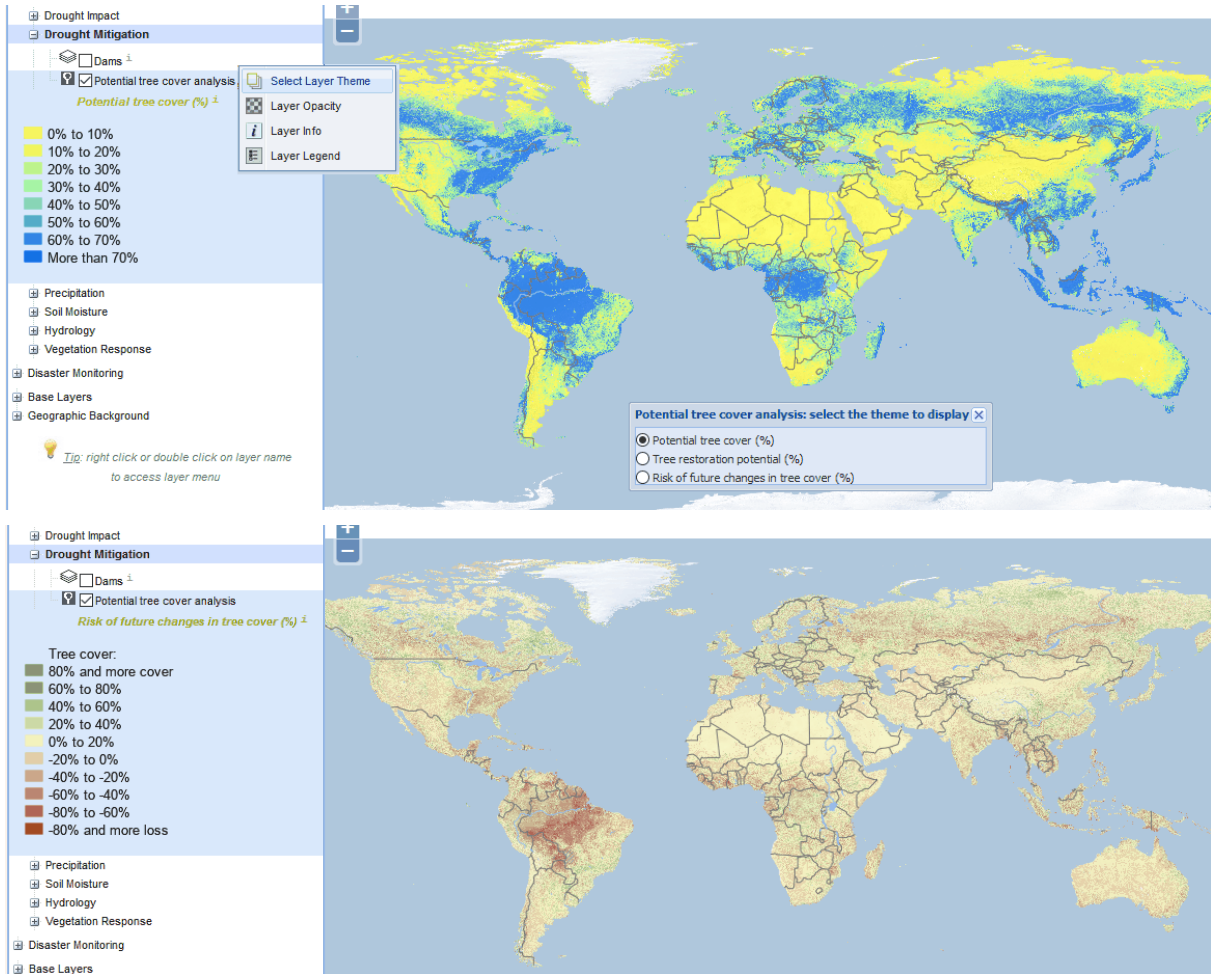 Drought Impact
Drought Mitigation
Dams i
Potential tree cover analysis
Potential tree cover (%) i
0% to 10%
10% to 20%
20% to 30%
30% to 40%
40% to 50%
50% to 60%
60% to 70%
More than 70%
Precipitation
Soil Moisture
Hydrology
Vegetation Response
Disaster Monitoring
Base Layers
Geographic Background
Tip: right click or double click on layer name
to access layer menu
+
−
Select Layer Theme
Layer Opacity
i Layer Info
Layer Legend
Potential tree cover analysis: select the theme to display
Potential tree cover (%)
Tree restoration potential (%)
Risk of future changes in tree cover (%)
Drought Impact
Drought Mitigation
Dams i
Potential tree cover analysis
Risk of future changes in tree cover (%) i
Tree cover:
80% and more cover
60% to 80%
40% to 60%
20% to 40%
0% to 20%
-20% to 0%
-40% to -20%
-60% to -40%
-80% to -60%
-80% and more loss
Precipitation
Soil Moisture
Hydrology
Vegetation Response
Disaster Monitoring
Base Layers
+
−